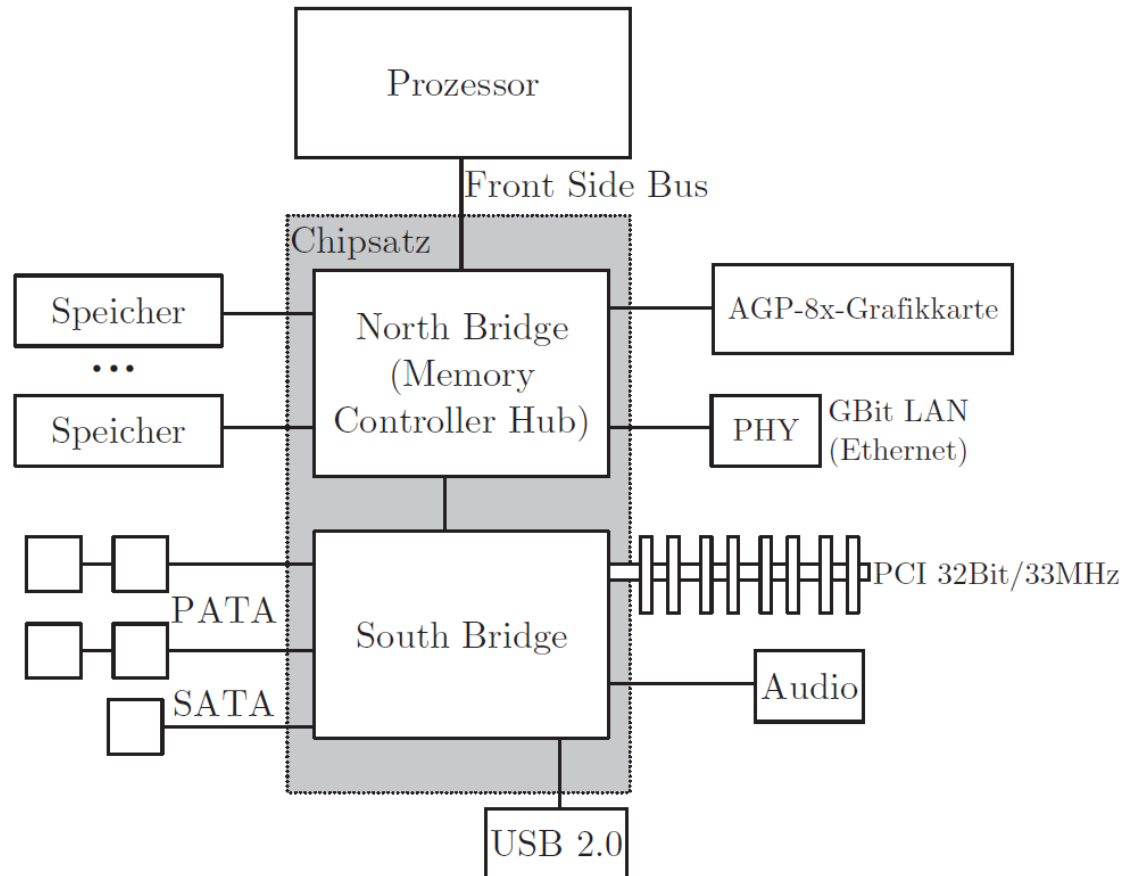 Prozessor
Front Side Bus
Chipsatz
Speicher
...
Speicher
North Bridge
(Memory
Controller Hub)
AGP-8x-Grafikkarte
PHY
GBit LAN
(Ethernet)
PATA
SATA
South Bridge
PCI 32Bit/33MHz
Audio
USB 2.0